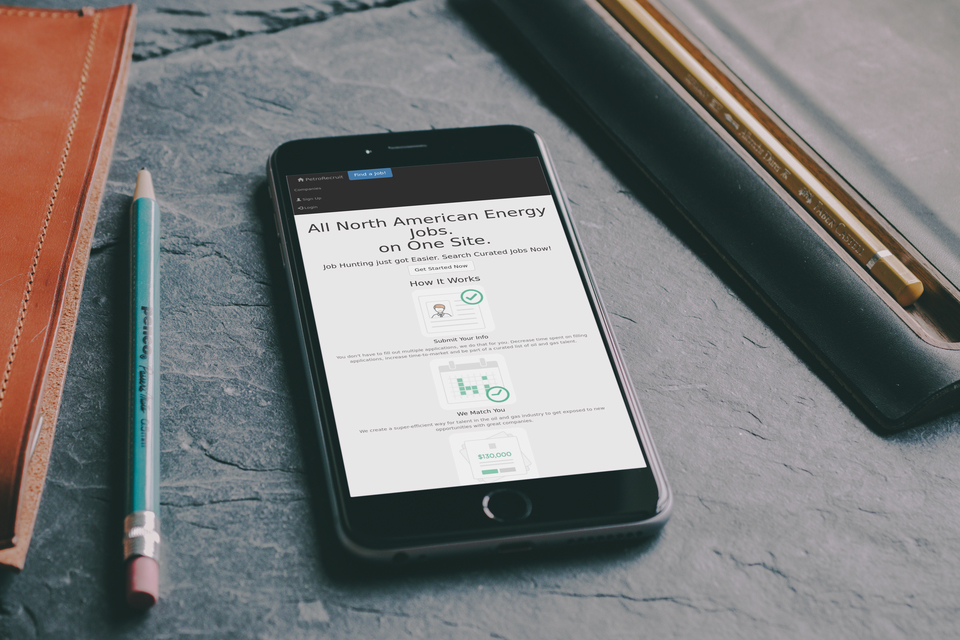 PetroRecruit Find a Job!
Companies
Sign Up
Login
All North American Energy
Jobs.
on One Site.
Job Hunting just got Easier. Search Curated Jobs Now!
Get Started Now
How It Works
Submit Your Info
You don't have to fill out multiple applications, we do that for you. Decrease time spent on filling
applications, increase time-to-market and be part of a curated list of oil and gas talent.
We Match You
We create a super-efficient way for talent in the oil and gas industry to get exposed to new
opportunities with great companies.
$130,000
FABER-CASTELL